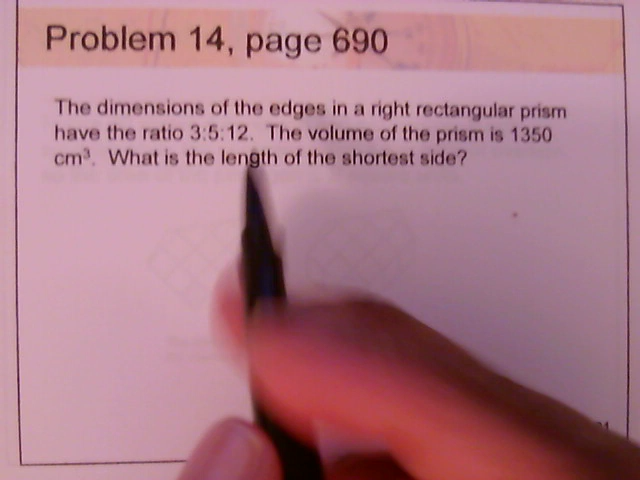 Problem 14, page 690
The dimensions of the edges in a right rectangular prism
have the ratio 3:5:12. The volume of the prism is 1350
cm³. What is the length of the shortest side?